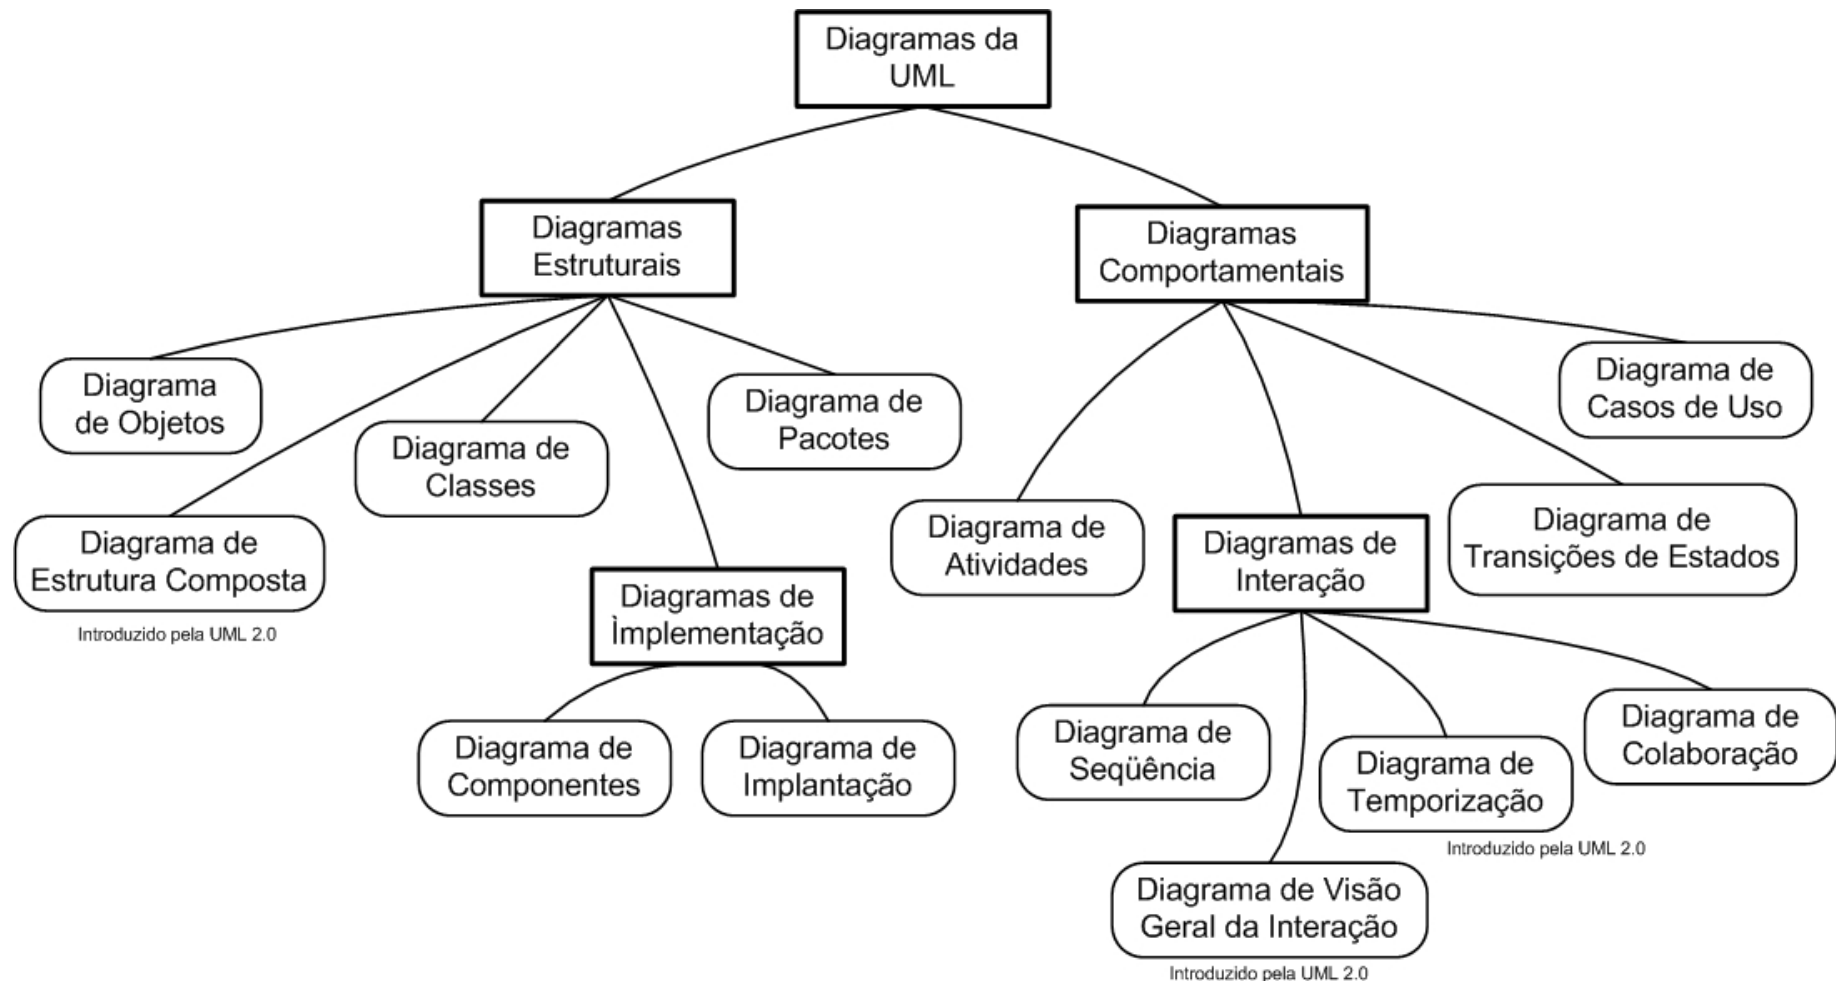 Diagramas da
UML
Diagramas
Estruturais
Diagramas
Comportamentais
Diagrama
de Objetos
Diagrama de
Classes
Diagrama de
Pacotes
Diagrama de
Casos de Uso
Diagrama de
Estrutura Composta
Introduzido pela UML 2.0
Diagramas de
Ìmplementação
Diagrama de
Atividades
Diagramas de
Interação
Diagrama de
Transições de Estados
Diagrama de
Componentes
Diagrama de
Implantação
Diagrama de
Seqüência
Diagrama de
Temporização
Introduzido pela UML 2.0
Diagrama de
Colaboração
Diagrama de Visão
Geral da Interação
Introduzido pela UML 2.0